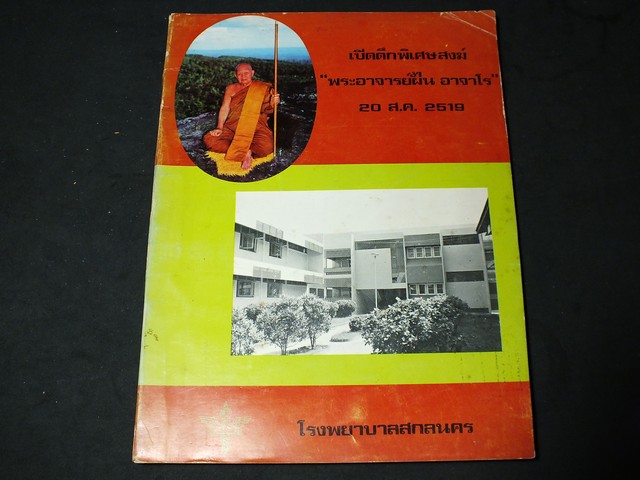 เปิดตึกพิเศษสงฆ์
"พระอาจารย์ฝั้น อาจาโร"
20 ส.ค. 2519
โรงพยาบาลสกลนคร